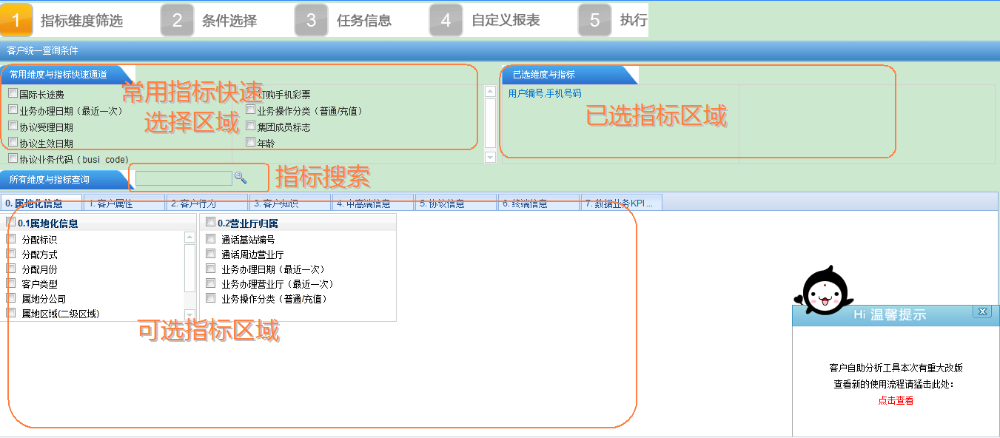 1 指标维度筛选 2 条件选择 3 任务信息 4 自定义报表 5 执行
客户统一查询条件
常用维度与指标快速通道 已选维度与指标
国际长途费 订购手机彩票 用户编号,手机号码
常用指标快速
选择区域
已选指标区域
业务办理日期（最近一次） 业务操作分类（普通/充值）
协议受理日期 集团成员标志
协议生效日期 年龄
协议业务代码（busi_code)
所有维度与指标查询 指标搜索
0. 属地化信息 1. 客户属性 2. 客户行为 3. 客户知识 4. 中高端信息 5. 协议信息 6. 终端信息 7. 数据业务KPI...
0.1属地化信息 0.2营业厅归属
分配标识 通话基站编号
分配方式 通话周边营业厅
分配月份 业务办理日期（最近一次）
客户类型 业务办理营业厅（最近一次）
属地分公司 业务操作分类（普通/充值）
属地区域(二级区域)
可选指标区域
Hi 温馨提示
客户自助分析工具本次有重大改版
查看新的使用流程请猛击此处:
点击查看